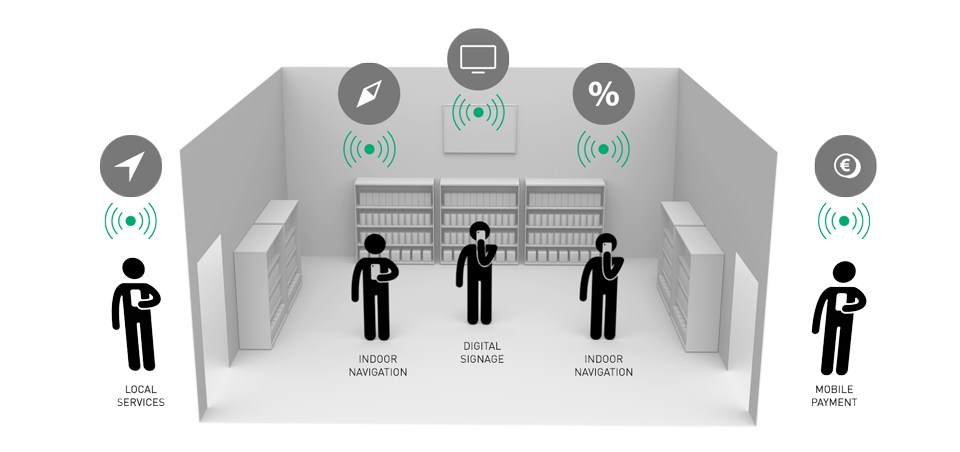 %
€
INDOOR
NAVIGATION
DIGITAL
SIGNAGE
INDOOR
NAVIGATION
LOCAL
SERVICES
MOBILE
PAYMENT